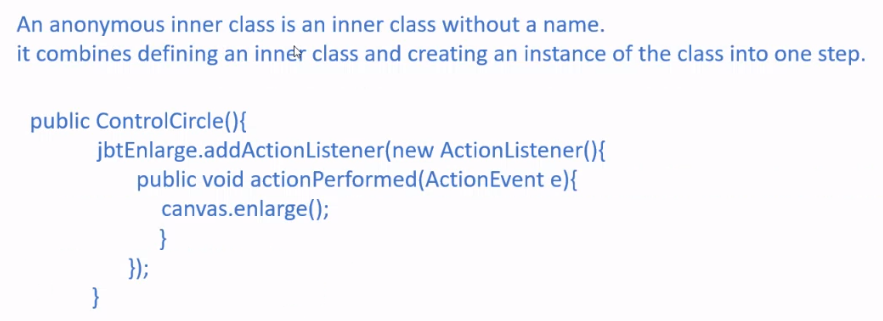 An anonymous inner class is an inner class without a name.
it combines defining an inner class and creating an instance of the class into one step.
public ControlCircle(){
jbtEnlarge.addActionListener(new ActionListener(){
public void actionPerformed(ActionEvent e){
canvas.enlarge();
}
});
}